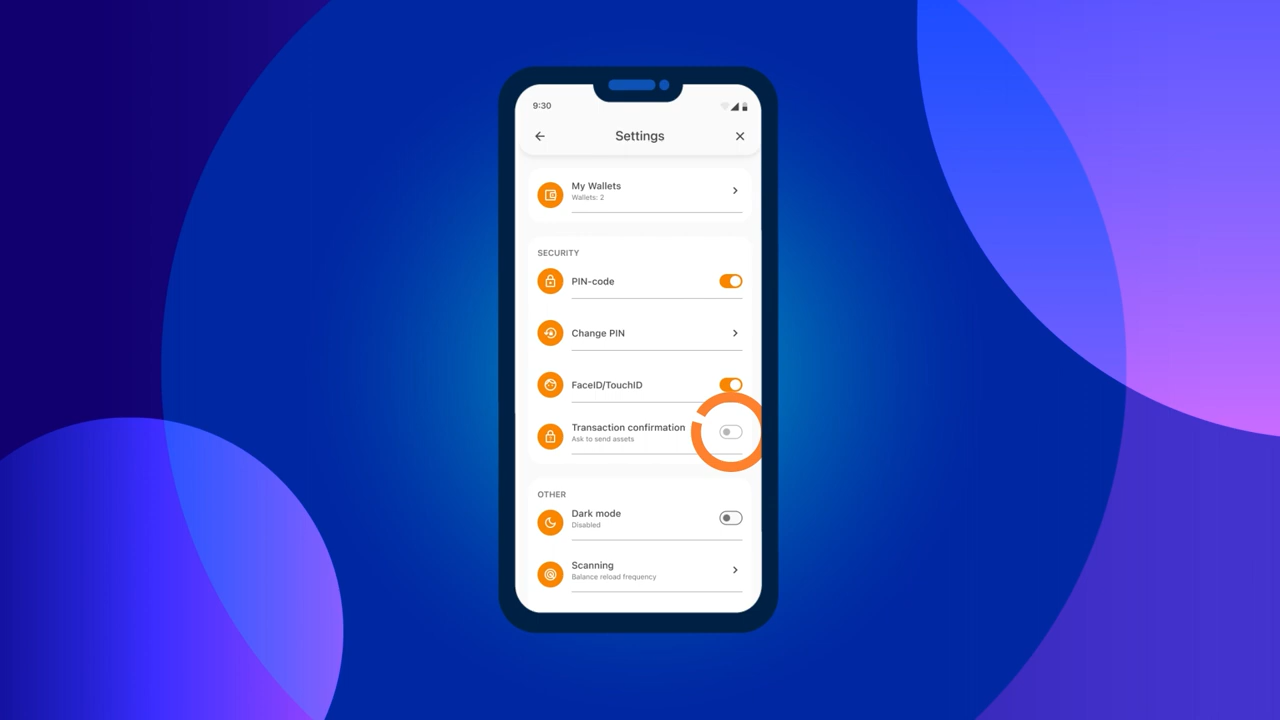 9:30
Settings
My Wallets
Wallets: 2
SECURITY
PIN-code
Change PIN
FaceID/TouchID
Transaction confirmation
Ask to send assets
OTHER
Dark mode
Disabled
Scanning
Balance reload frequency